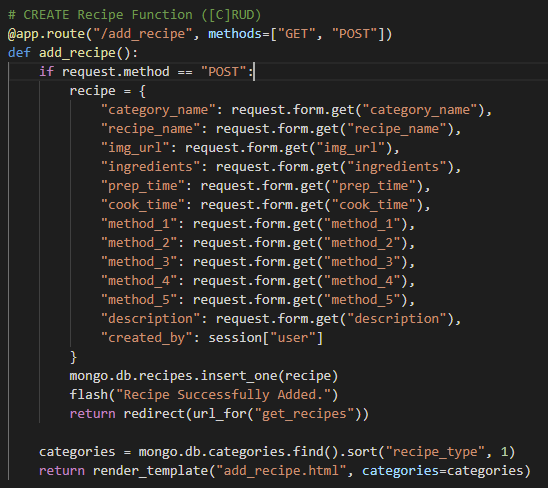 # CREATE Recipe Function ([C]RUD)
@app.route("/add_recipe", methods=["GET", "POST"])
def add_recipe():
    if request.method == "POST":
        recipe = {
            "category_name": request.form.get("category_name"),
            "recipe_name": request.form.get("recipe_name"),
            "img_url": request.form.get("img_url"),
            "ingredients": request.form.get("ingredients"),
            "prep_time": request.form.get("prep_time"),
            "cook_time": request.form.get("cook_time"),
            "method_1": request.form.get("method_1"),
            "method_2": request.form.get("method_2"),
            "method_3": request.form.get("method_3"),
            "method_4": request.form.get("method_4"),
            "method_5": request.form.get("method_5"),
            "description": request.form.get("description"),
            "created_by": session["user"]
        }
        mongo.db.recipes.insert_one(recipe)
        flash("Recipe Successfully Added.")
        return redirect(url_for("get_recipes"))
    categories = mongo.db.categories.find().sort("recipe_type", 1)
    return render_template("add_recipe.html", categories=categories)